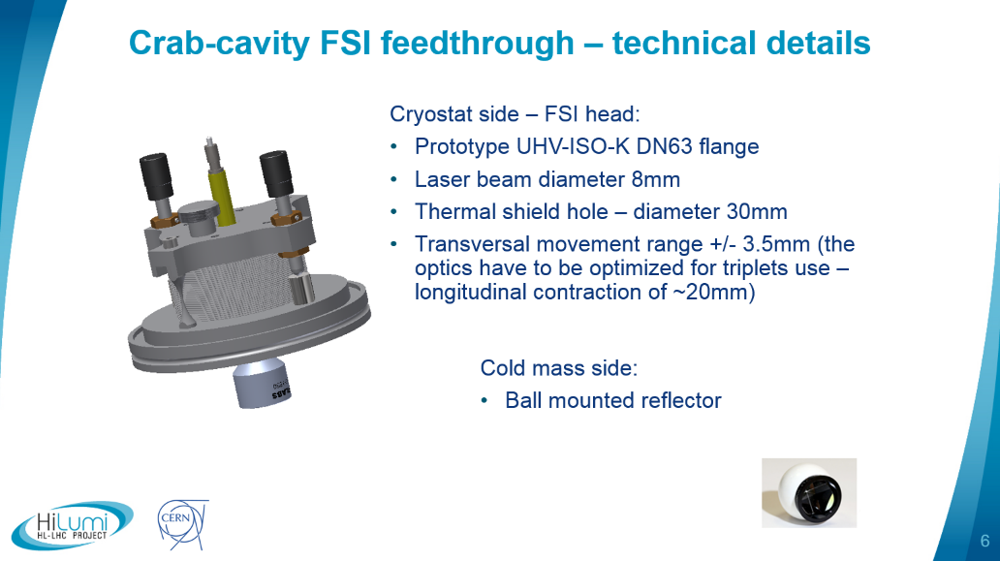 Crab-cavity FSI feedthrough – technical details
Cryostat side – FSI head:
• Prototype UHV-ISO-K DN63 flange
• Laser beam diameter 8mm
• Thermal shield hole – diameter 30mm
• Transversal movement range +/- 3.5mm (the
optics have to be optimized for triplets use –
longitudinal contraction of ~20mm)
Cold mass side:
• Ball mounted reflector
HiLumi
HL-LHC PROJECT
CERN
6